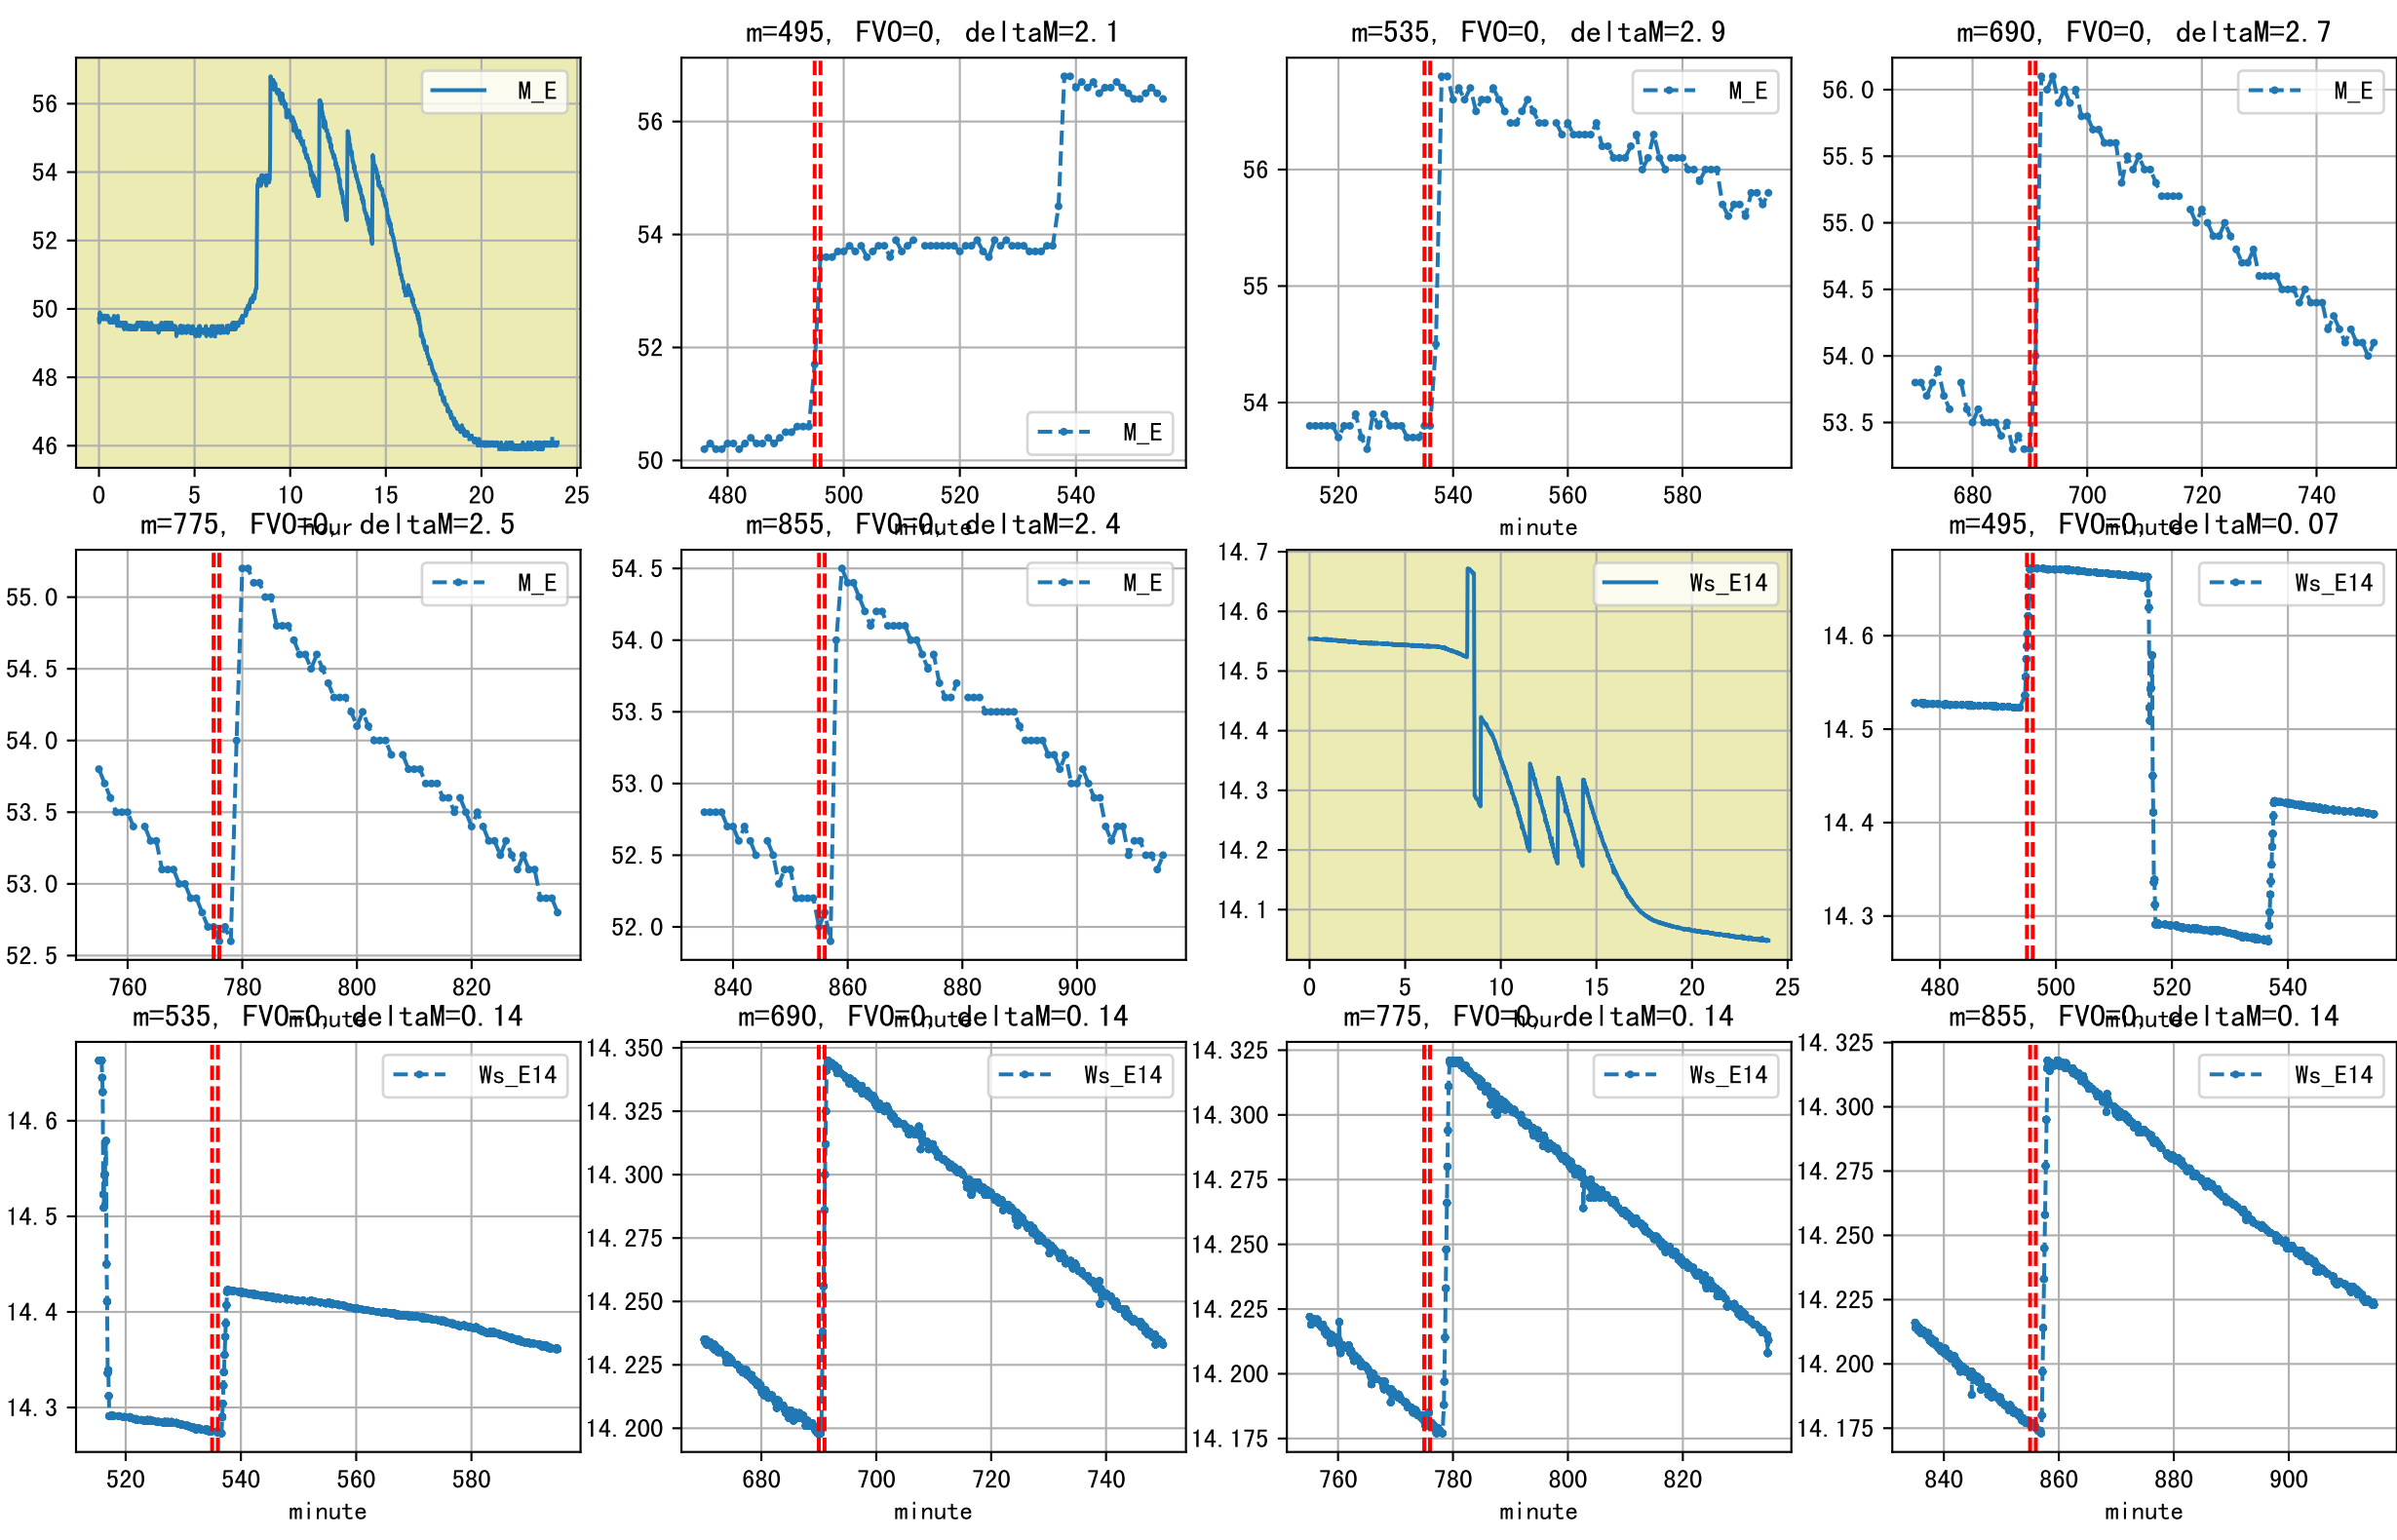 m=495, FVO=0, deltaM=2.1
m=535, FVO=0, deltaM=2.9
m=690, FVO=0, deltaM=2.7
M_E
56
54
52
50
48
46
0 5 10 15 20 25
hour
M_E
56
54
52
50
480 500 520 540
minute
M_E
56
55
54
520 540 560 580
minute
M_E
56.0
55.5
55.0
54.5
54.0
53.5
680 700 720 740
minute
m=775, FVO=0, deltaM=2.5
M_E
55.0
54.5
54.0
53.5
53.0
52.5
760 780 800 820
minute
m=855, FVO=0, deltaM=2.4
M_E
54.5
54.0
53.5
53.0
52.5
52.0
840 860 880 900
minute
Ws_E14
14.7
14.6
14.5
14.4
14.3
14.2
14.1
0 5 10 15 20 25
hour
m=495, FVO=0, deltaM=0.07
Ws_E14
14.6
14.5
14.4
14.3
480 500 520 540
minute
m=535, FVO=0, deltaM=0.14
Ws_E14
14.6
14.5
14.4
14.3
520 540 560 580
minute
m=690, FVO=0, deltaM=0.14
Ws_E14
14.350
14.325
14.300
14.275
14.250
14.225
14.200
680 700 720 740
minute
m=775, FVO=0, deltaM=0.14
Ws_E14
14.325
14.300
14.275
14.250
14.225
14.200
14.175
760 780 800 820
minute
m=855, FVO=0, deltaM=0.14
Ws_E14
14.325
14.300
14.275
14.250
14.225
14.200
14.175
840 860 880 900
minute